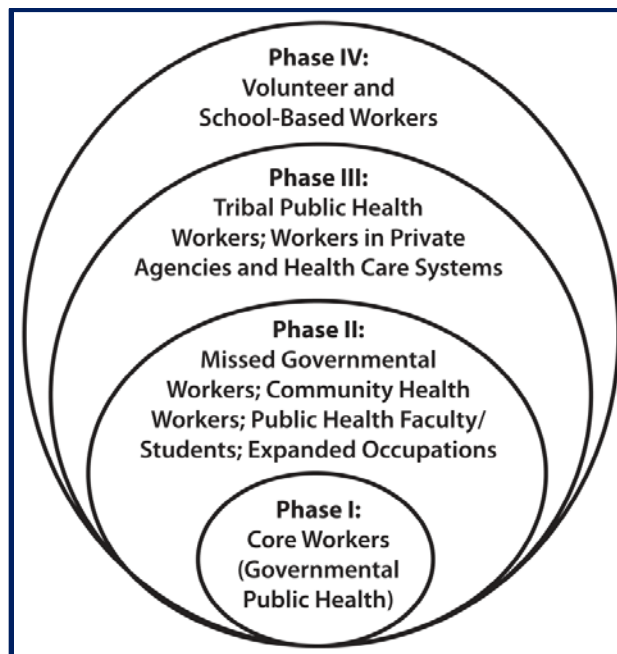 Phase IV:
Volunteer and
School-Based Workers
Phase III:
Tribal Public Health
Workers; Workers in Private
Agencies and Health Care Systems
Phase II:
Missed Governmental
Workers; Community Health
Workers; Public Health Faculty/
Students; Expanded Occupations
Phase I:
Core Workers
(Governmental
Public Health)